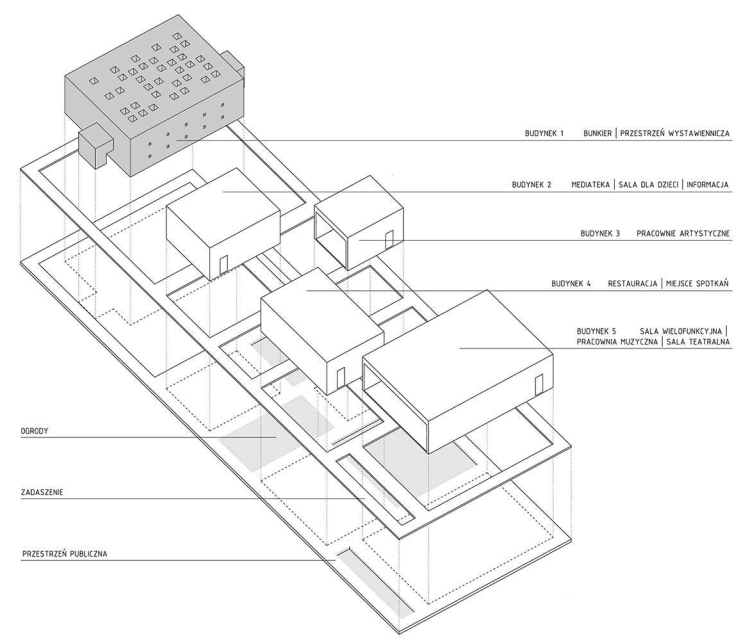 BUDYNEK 1 BUNKIER | PRZESTRZEŃ WYSTAWIENNICZA
BUDYNEK 2 MEDIATEKA | SALA DLA DZIECI | INFORMACJA
BUDYNEK 3 PRACOWNIE ARTYSTYCZNE
BUDYNEK 4 RESTAURACJA | MIEJSCE SPOTKAŃ
BUDYNEK 5 SALA WIELOFUNKCYJNA |
PRACOWNIA MUZYCZNA | SALA TEATRALNA
OGRODY
ZADASZENIE
PRZESTRZEŃ PUBLICZNA